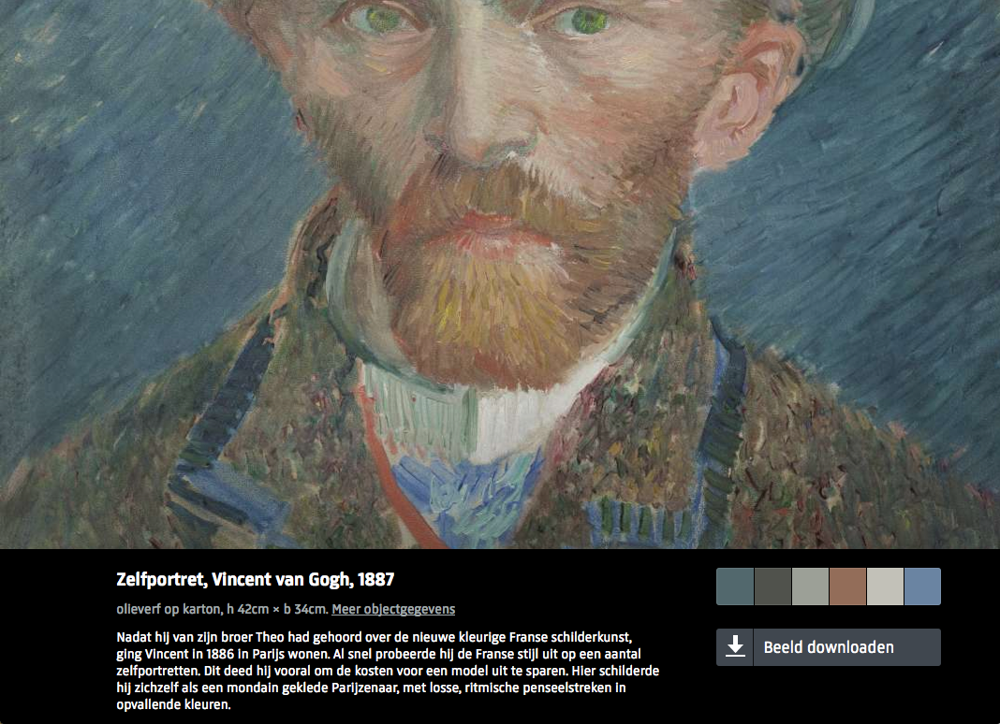 Zelfportret, Vincent van Gogh, 1887
olieverf op karton, h 42cm × b 34cm. Meer objectgegevens
Nadat hij van zijn broer Theo had gehoord over de nieuwe kleurige Franse schilderkunst,
ging Vincent in 1886 in Parijs wonen. Al snel probeerde hij de Franse stijl uit op een aantal
zelfportretten. Dit deed hij vooral om de kosten voor een model uit te sparen. Hier schilderde
hij zichzelf als een mondain geklede Parijzenaar, met losse, ritmische penseelstreken in
opvallende kleuren.
Beeld downloaden